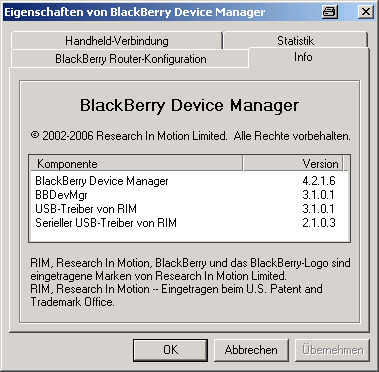 Eigenschaften von BlackBerry Device Manager
Handheld-Verbindung Statistik
BlackBerry Router-Konfiguration Info
BlackBerry Device Manager
© 2002-2006 Research In Motion Limited. Alle Rechte vorbehalten.
Komponente Version
BlackBerry Device Manager 4.2.1.6
BBDevMgr 3.1.0.1
USB-Treiber von RIM 3.1.0.1
Serieller USB-Treiber von RIM 2.1.0.3
RIM, Research In Motion, BlackBerry und das BlackBerry-Logo sind
eingetragene Marken von Research In Motion Limited.
RIM, Research In Motion -- Eingetragen beim U.S. Patent and
Trademark Office.
OK Abbrechen Übernehmen